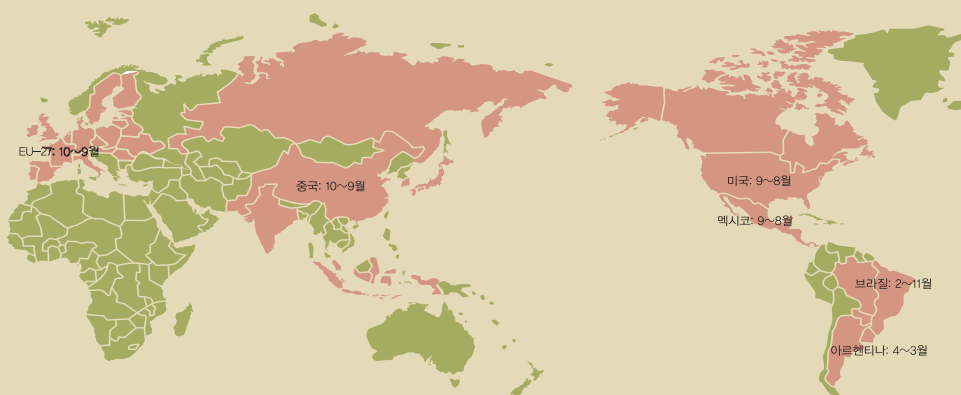 EU-27: 10~9월
중국: 10~9월
미국: 9~8월
멕시코: 9~8월
브라질: 2~11월
아르헨티나: 4~3월